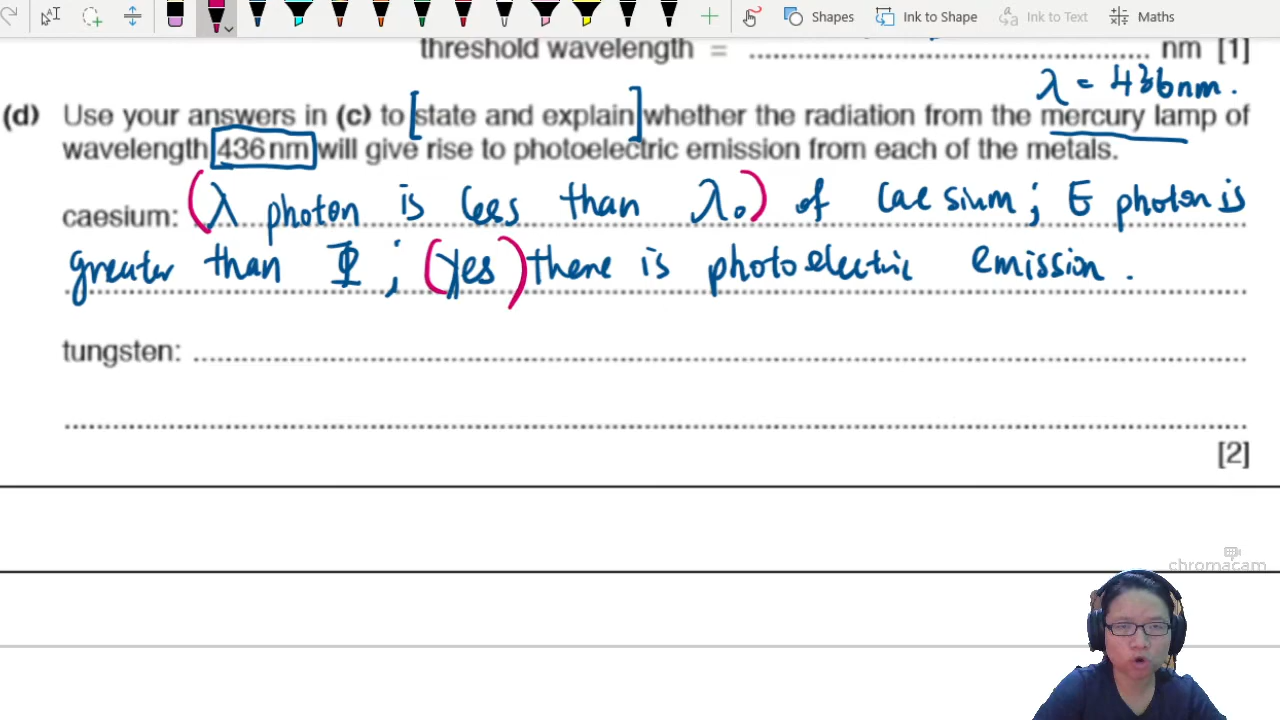 Shapes Ink to Shape Ink to Text Maths
threshold wavelength = ........ nm [1]
λ = 436nm.
(d) Use your answers in (c) to [state and explain] whether the radiation from the mercury lamp of
wavelength 436 nm will give rise to photoelectric emission from each of the metals.
caesium: (λ photon is less than λ₀) of Caesium; E photon is
greater than Φ; (yes) there is photoelectric emission.
tungsten: ........
[2]
chromacam